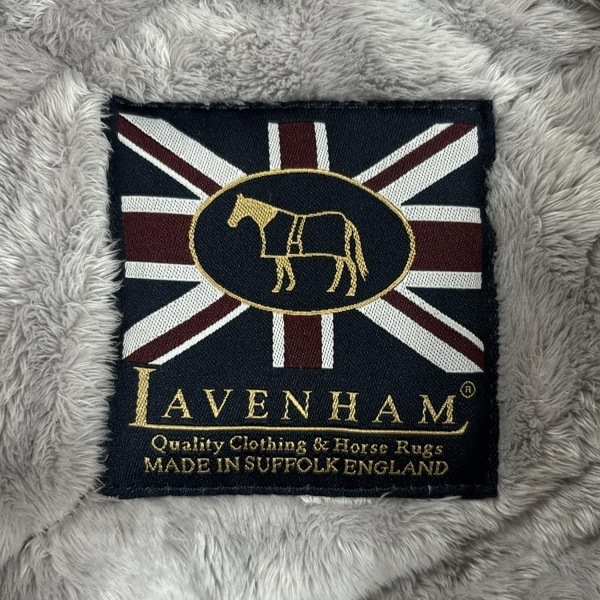 LAVENHAM®
Quality Clothing & Horse Rugs
MADE IN SUFFOLK ENGLAND